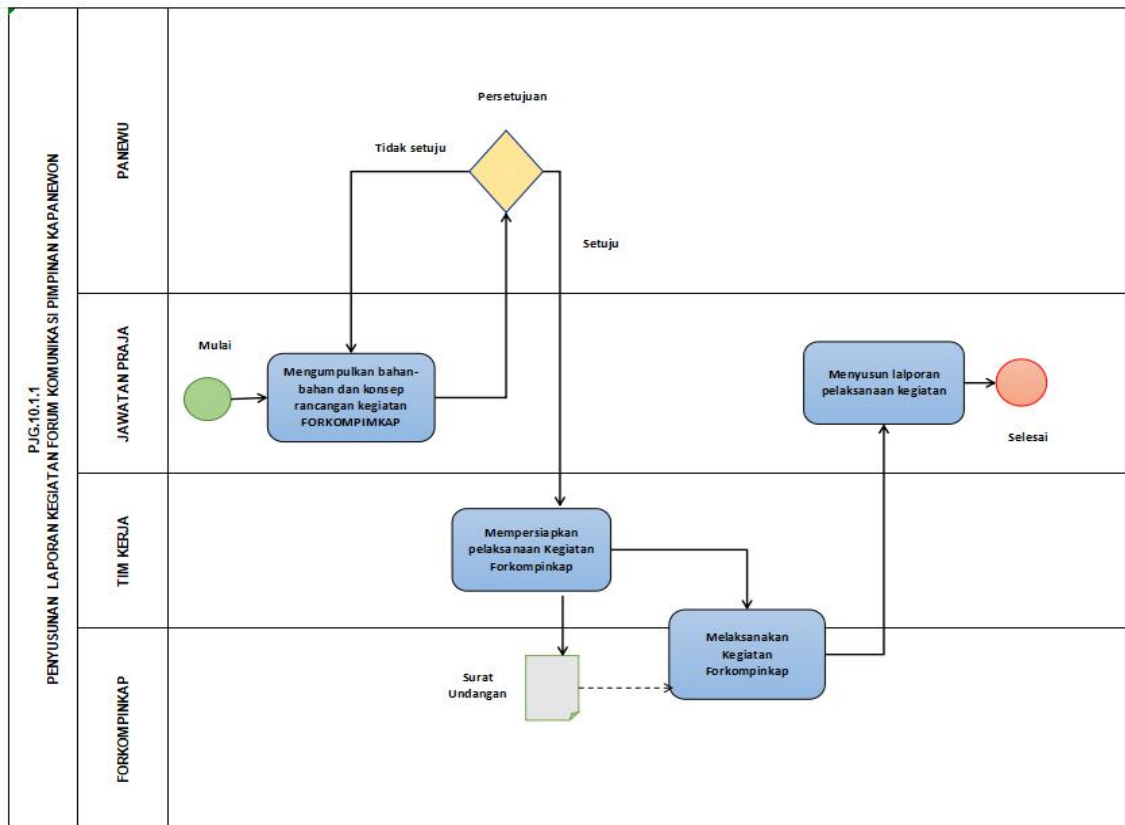 PJG.10.1.1
PENYUSUNAN LAPORAN KEGIATAN FORUM KOMUNIKASI PIMPINAN KAPANEWON
PANEWU
Persetujuan
Tidak setuju
Setuju
JAWATAN PRAJA
Mulai
Mengumpulkan bahan-
bahan dan konsep
rancangan kegiatan
FORKOMPIMKAP
Menyusun lalporan
pelaksanaan kegiatan
Selesai
TIM KERJA
Mempersiapkan
pelaksanaan Kegiatan
Forkompinkap
Melaksanakan
Kegiatan
Forkompinkap
FORKOMPINKAP
Surat
Undangan